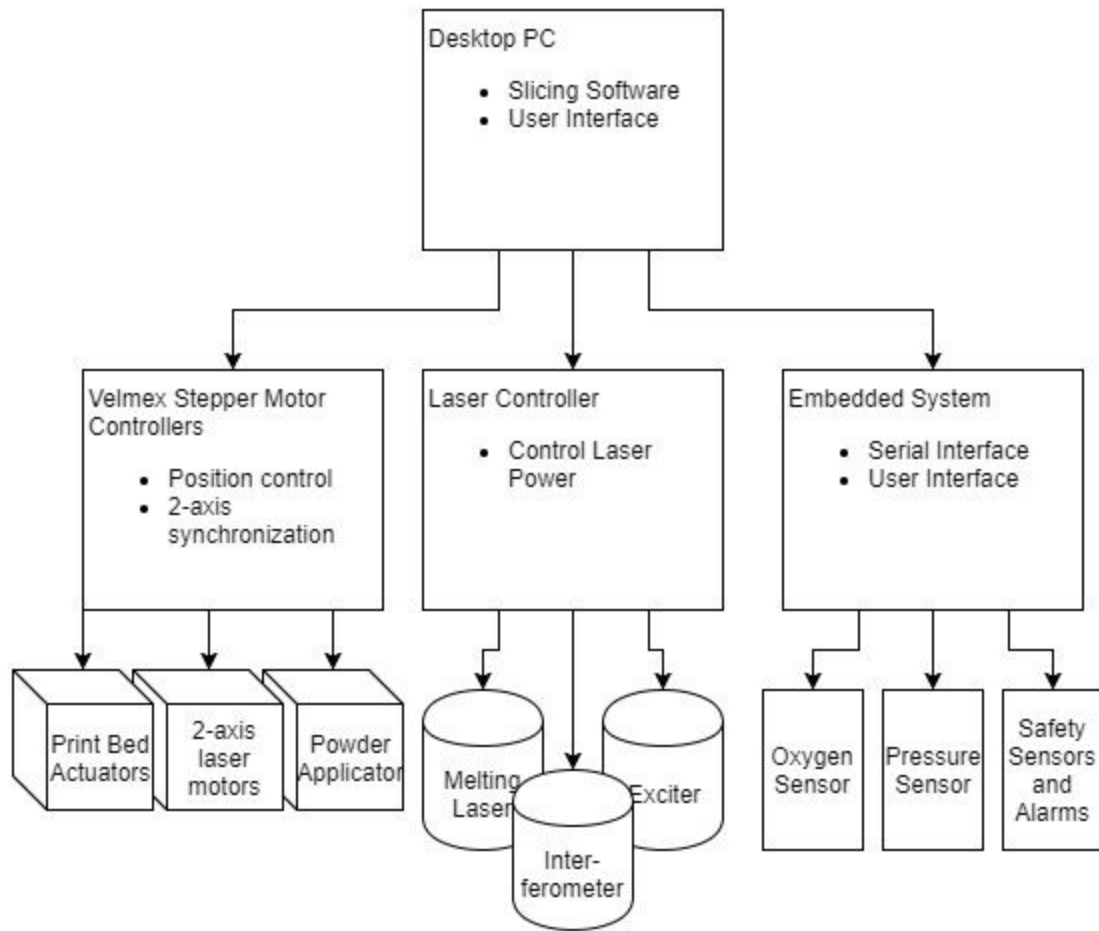 Desktop PC
• Slicing Software
• User Interface
Velmex Stepper Motor
Controllers
• Position control
• 2-axis
synchronization
Laser Controller
• Control Laser
Power
Embedded System
• Serial Interface
• User Interface
Print Bed
Actuators
2-axis
laser
motors
Powder
Applicator
Melting
Laser
Inter-
ferometer
Exciter
Oxygen
Sensor
Pressure
Sensor
Safety
Sensors
and
Alarms